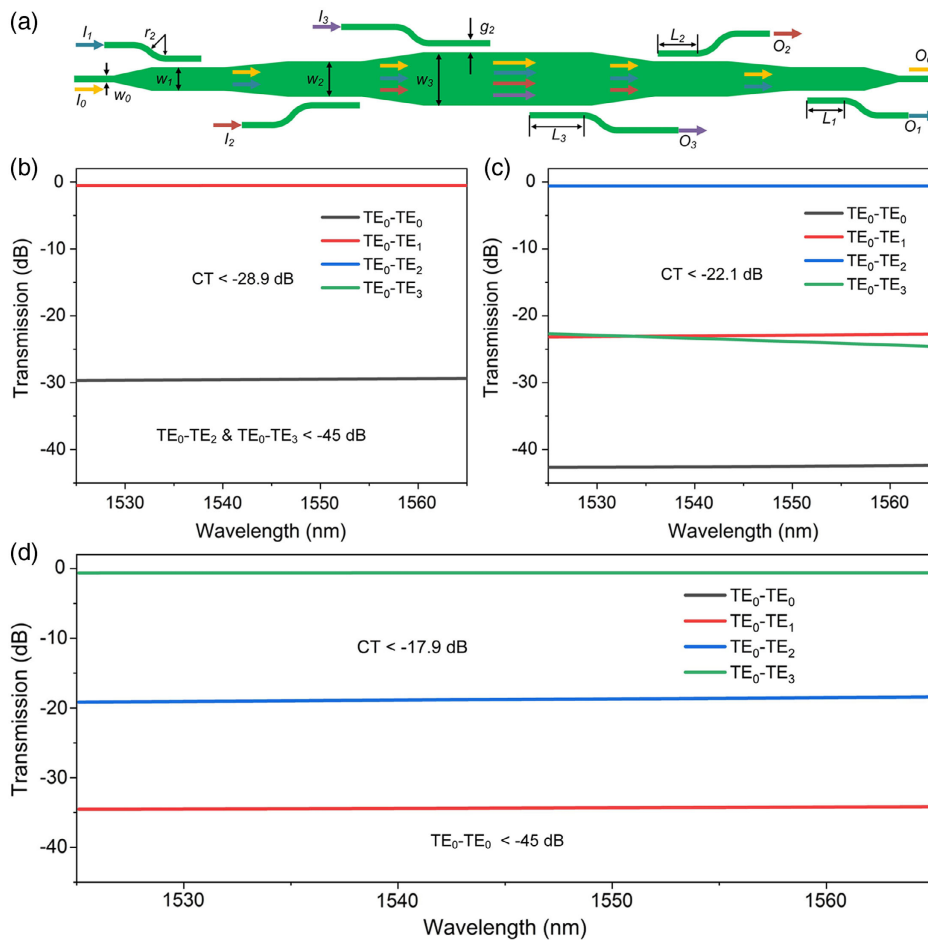 (a)
I₁
r₂
I₃
g₂
L₂
O₂
w₀
w₁
w₂
w₃
I₀
I₂
L₃
O₃
L₁
O₁
(b)
0
-10
-20
-30
-40
Transmission (dB)
TE₀-TE₀
TE₀-TE₁
TE₀-TE₂
TE₀-TE₃
CT < -28.9 dB
TE₀-TE₂ & TE₀-TE₃ < -45 dB
1530 1540 1550 1560
Wavelength (nm)
(c)
0
-10
-20
-30
-40
Transmission (dB)
TE₀-TE₀
TE₀-TE₁
TE₀-TE₂
TE₀-TE₃
CT < -22.1 dB
1530 1540 1550 1560
Wavelength (nm)
(d)
0
-10
-20
-30
-40
Transmission (dB)
TE₀-TE₀
TE₀-TE₁
TE₀-TE₂
TE₀-TE₃
CT < -17.9 dB
TE₀-TE₀ < -45 dB
1530 1540 1550 1560
Wavelength (nm)